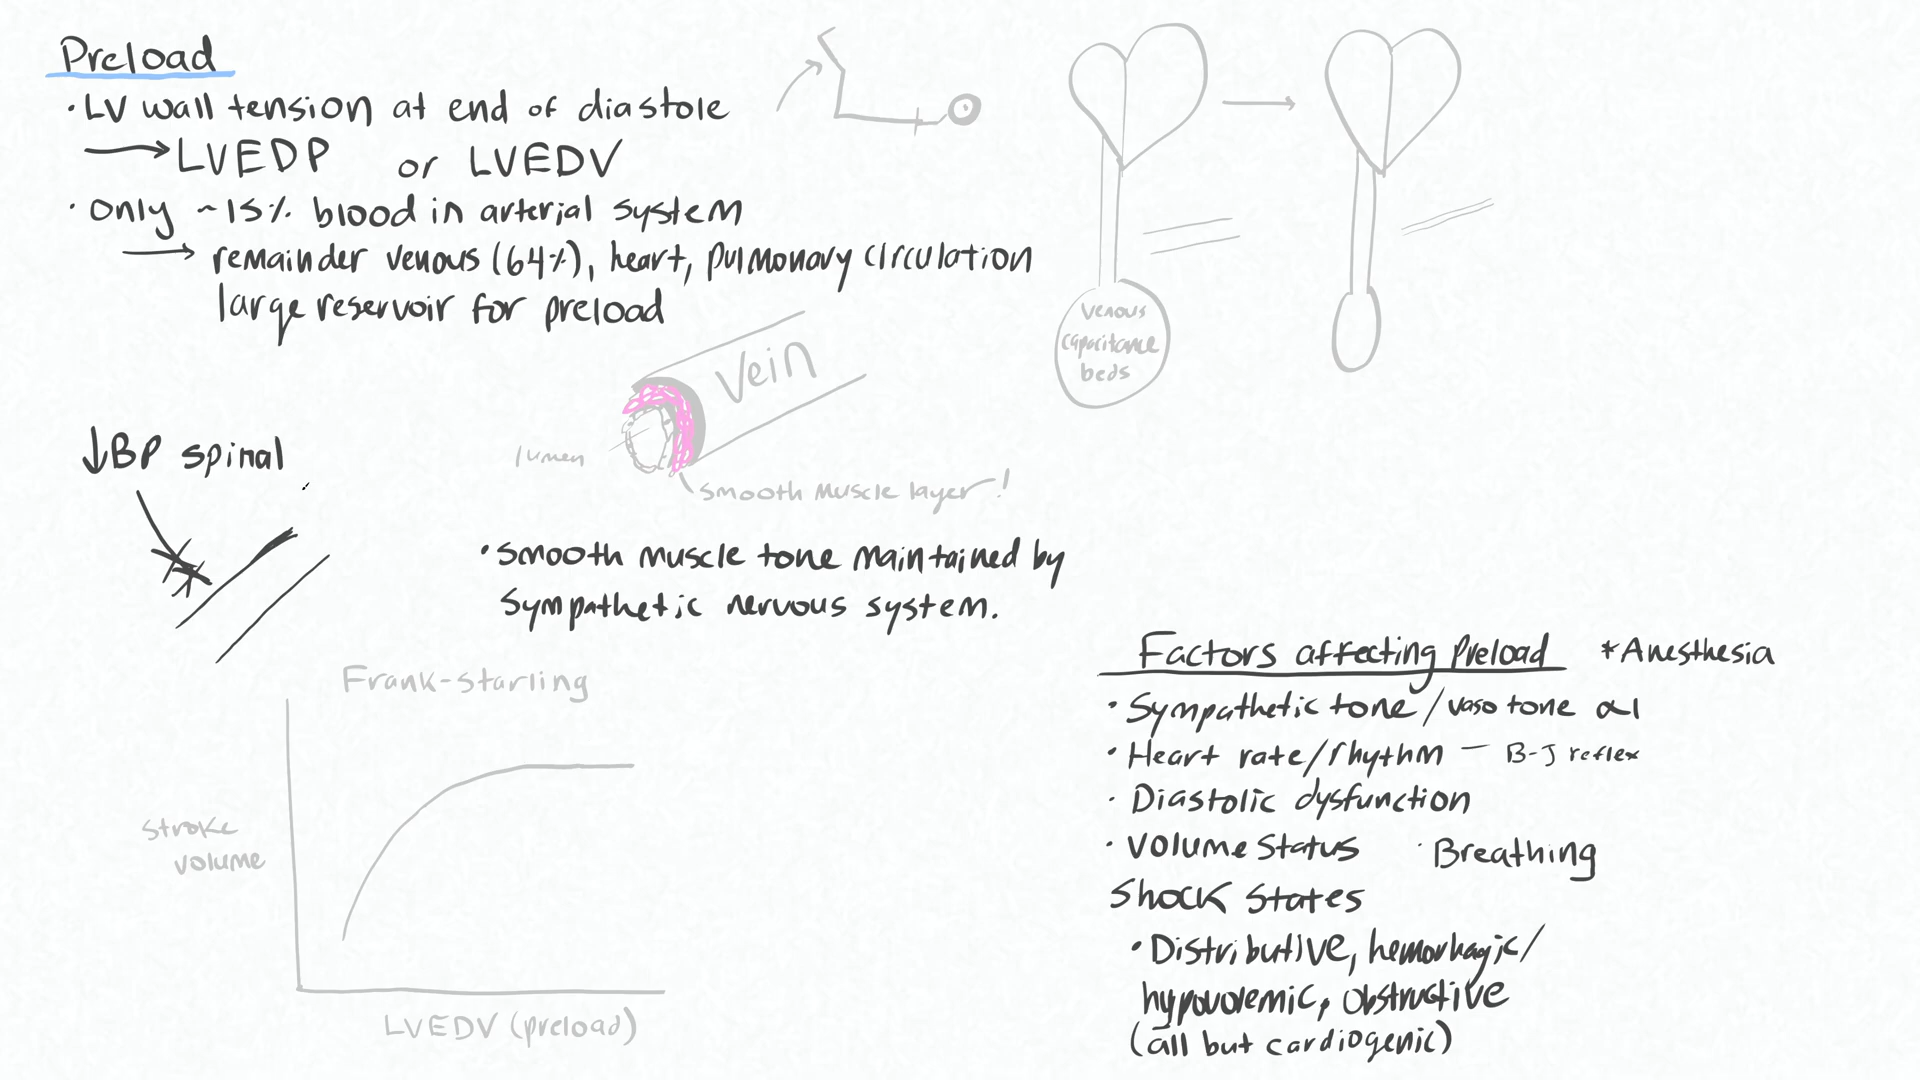 Preload
• LV wall tension at end of diastole
→ LVEDP or LVEDV
• Only ~15% blood in arterial system
→ remainder venous (64%), heart, pulmonary circulation
large reservoir for preload
venous
capacitance
beds
Vein
lumen
smooth muscle layer!
↓BP spinal
• Smooth muscle tone maintained by
sympathetic nervous system.
Frank-starling
stroke
volume
LVEDV (preload)
Factors affecting Preload *Anesthesia
• Sympathetic tone/vaso tone α1
• Heart rate/rhythm — B-J reflex
• Diastolic dysfunction
• Volume Status • Breathing
Shock States
• Distributive, hemorhagic/
hypovolemic, obstructive
(all but cardiogenic)